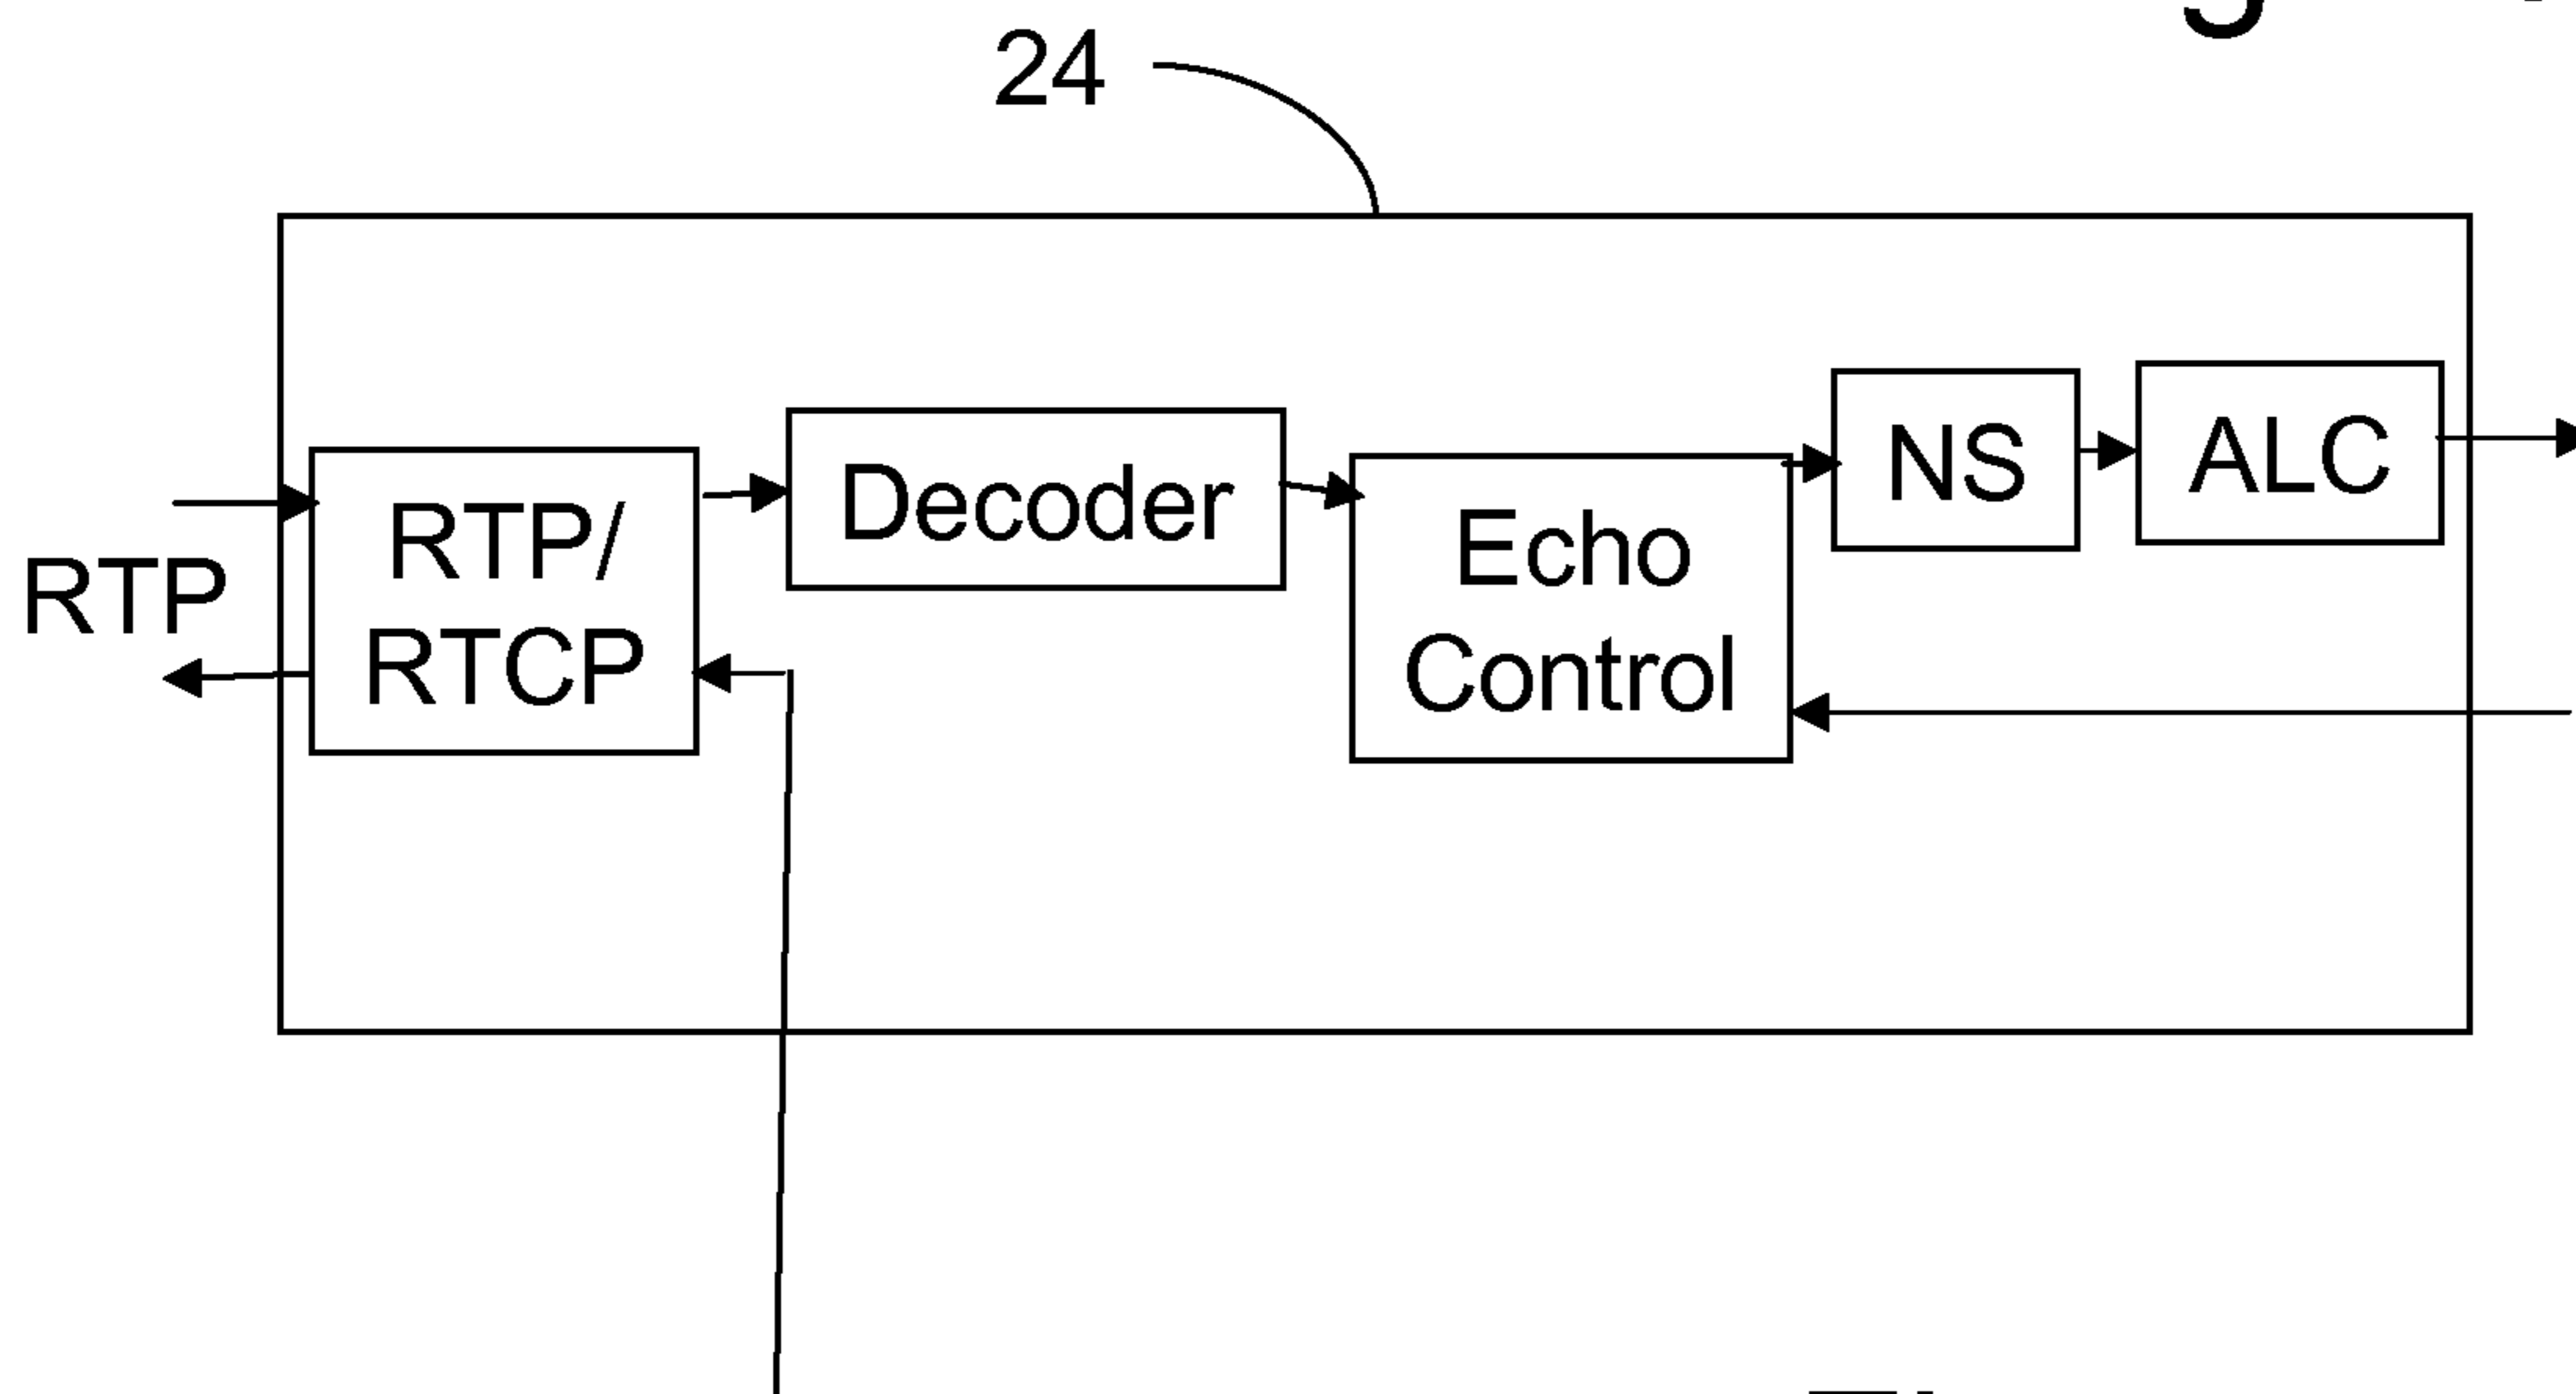 24
RTP
RTP/
RTCP
Decoder
Echo
Control
NS
ALC